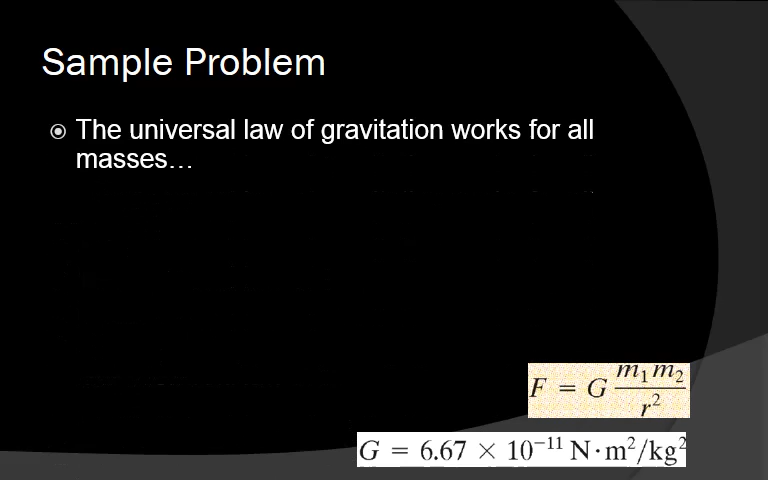 Sample Problem
The universal law of gravitation works for all
masses…
F = G m₁m₂ / r²
G = 6.67 × 10⁻¹¹ N·m²/kg²